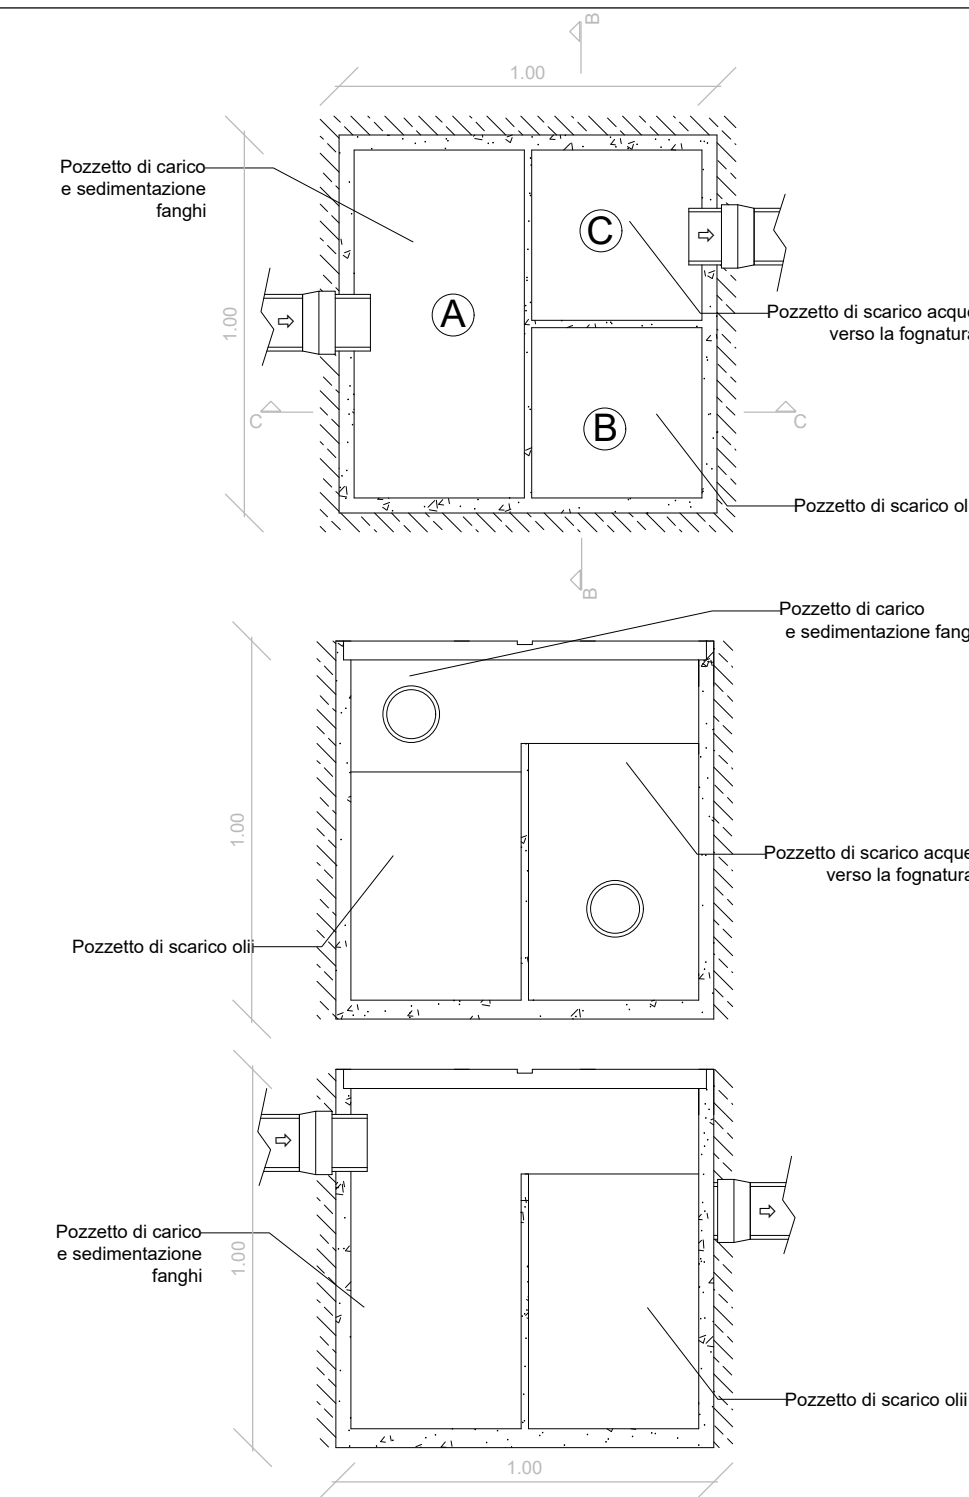 B
1.00
Pozzetto di carico
e sedimentazione
fanghi
C
1.00
A
Pozzetto di scarico acque
verso la fognatura
C
C
B
Pozzetto di scarico ol
B
Pozzetto di carico
e sedimentazione fang
1.00
Pozzetto di scarico acque
verso la fognatura
Pozzetto di scarico olii
Pozzetto di carico
e sedimentazione
fanghi
1.00
Pozzetto di scarico olii
1.00